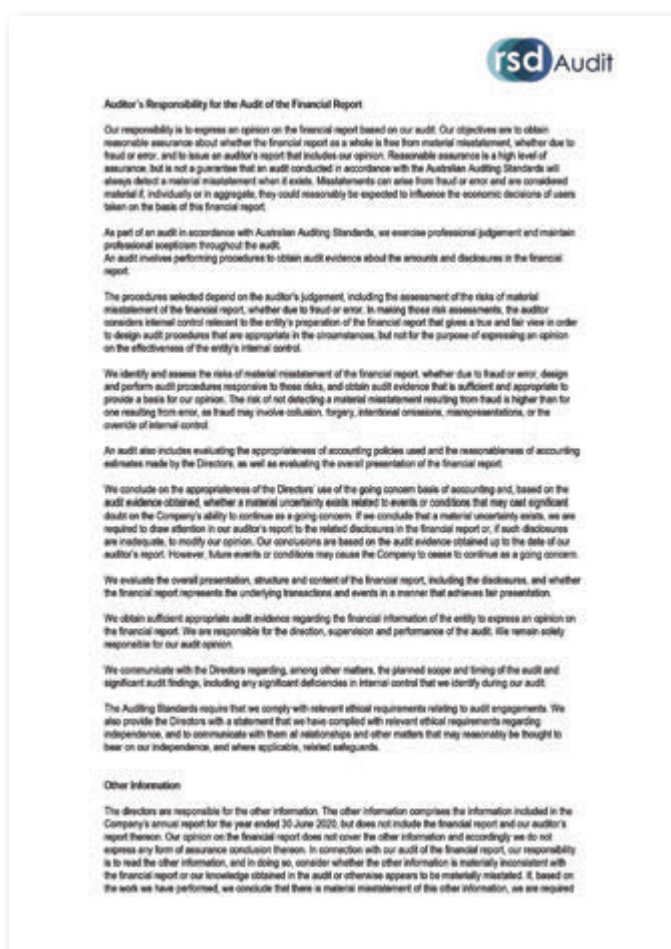 rsd Audit
Auditor's Responsibility for the Audit of the Financial Report
Our responsibility is to express an opinion on the financial report based on our audit. Our objectives are to obtain
reasonable assurance about whether the financial report as a whole is free from material misstatement, whether due to
fraud or error, and to issue an auditor's report that includes our opinion. Reasonable assurance is a high level of
assurance, but is not a guarantee that an audit conducted in accordance with the Australian Auditing Standards will
always detect a material misstatement when it exists. Misstatements can arise from fraud or error and are considered
material if, individually or in aggregate, they could reasonably be expected to influence the economic decisions of users
taken on the basis of this financial report.
As part of an audit in accordance with Australian Auditing Standards, we exercise professional judgement and maintain
professional scepticism throughout the audit.
An audit involves performing procedures to obtain audit evidence about the amounts and disclosures in the financial
report.
The procedures selected depend on the auditor's judgement, including the assessment of the risks of material
misstatement of the financial report, whether due to fraud or error. In making those risk assessments, the auditor
considers internal control relevant to the entity's preparation of the financial report that gives a true and fair view in order
to design audit procedures that are appropriate in the circumstances, but not for the purpose of expressing an opinion
on the effectiveness of the entity's internal control.
We identify and assess the risks of material misstatement of the financial report, whether due to fraud or error, design
and perform audit procedures responsive to those risks, and obtain audit evidence that is sufficient and appropriate to
provide a basis for our opinion. The risk of not detecting a material misstatement resulting from fraud is higher than for
one resulting from error, as fraud may involve collusion, forgery, intentional omissions, misrepresentations, or the
override of internal control.
An audit also includes evaluating the appropriateness of accounting policies used and the reasonableness of accounting
estimates made by the Directors, as well as evaluating the overall presentation of the financial report.
We conclude on the appropriateness of the Directors' use of the going concern basis of accounting and, based on the
audit evidence obtained, whether a material uncertainty exists related to events or conditions that may cast significant
doubt on the Company's ability to continue as a going concern. If we conclude that a material uncertainty exists, we are
required to draw attention in our auditor's report to the related disclosures in the financial report or, if such disclosures
are inadequate, to modify our opinion. Our conclusions are based on the audit evidence obtained up to the date of our
auditor's report. However, future events or conditions may cause the Company to cease to continue as a going concern.
We evaluate the overall presentation, structure and content of the financial report, including the disclosures, and whether
the financial report represents the underlying transactions and events in a manner that achieves fair presentation.
We obtain sufficient appropriate audit evidence regarding the financial information of the entity to express an opinion on
the financial report. We are responsible for the direction, supervision and performance of the audit. We remain solely
responsible for our audit opinion.
We communicate with the Directors regarding, among other matters, the planned scope and timing of the audit and
significant audit findings, including any significant deficiencies in internal control that we identify during our audit.
The Auditing Standards require that we comply with relevant ethical requirements relating to audit engagements. We
also provide the Directors with a statement that we have complied with relevant ethical requirements regarding
independence, and to communicate with them all relationships and other matters that may reasonably be thought to
bear on our independence, and where applicable, related safeguards.
Other Information
The directors are responsible for the other information. The other information comprises the information included in the
Company's annual report for the year ended 30 June 2020, but does not include the financial report and our auditor's
report thereon. Our opinion on the financial report does not cover the other information and accordingly we do not
express any form of assurance conclusion thereon. In connection with our audit of the financial report, our responsibility
is to read the other information, and in doing so, consider whether the other information is materially inconsistent with
the financial report or our knowledge obtained in the audit or otherwise appears to be materially misstated. If, based on
the work we have performed, we conclude that there is material misstatement of this other information, we are required